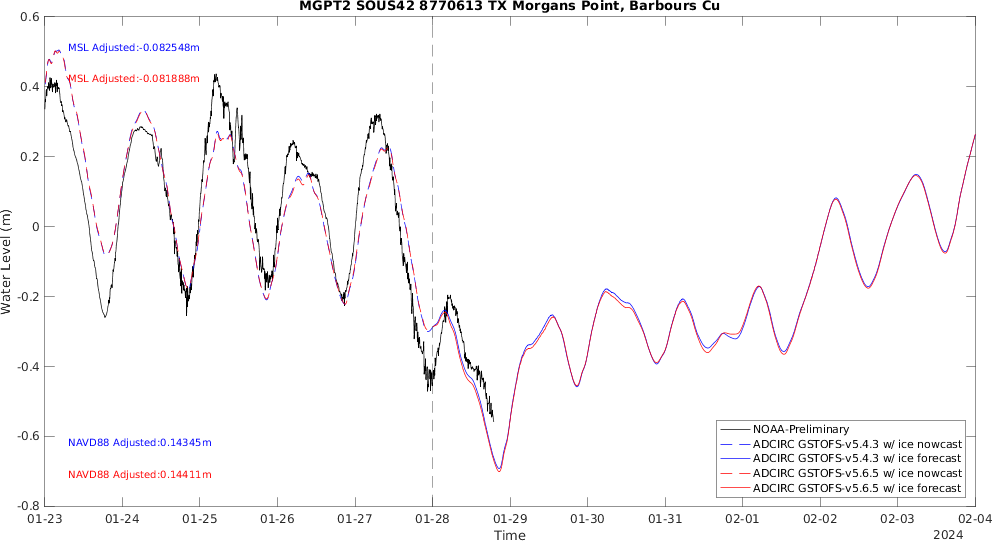 MGPT2 SOUS42 8770613 TX Morgans Point, Barbours Cu
0.6
0.4
0.2
0
-0.2
-0.4
-0.6
-0.8
Water Level (m)
MSL Adjusted:-0.082548m
MSL Adjusted:-0.081888m
NAVD88 Adjusted:0.14345m
NAVD88 Adjusted:0.14411m
NOAA-Preliminary
ADCIRC GSTOFS-v5.4.3 w/ ice nowcast
ADCIRC GSTOFS-v5.4.3 w/ ice forecast
ADCIRC GSTOFS-v5.6.5 w/ ice nowcast
ADCIRC GSTOFS-v5.6.5 w/ ice forecast
01-23 01-24 01-25 01-26 01-27 01-28 01-29 01-30 01-31 02-01 02-02 02-03 02-04
Time
2024